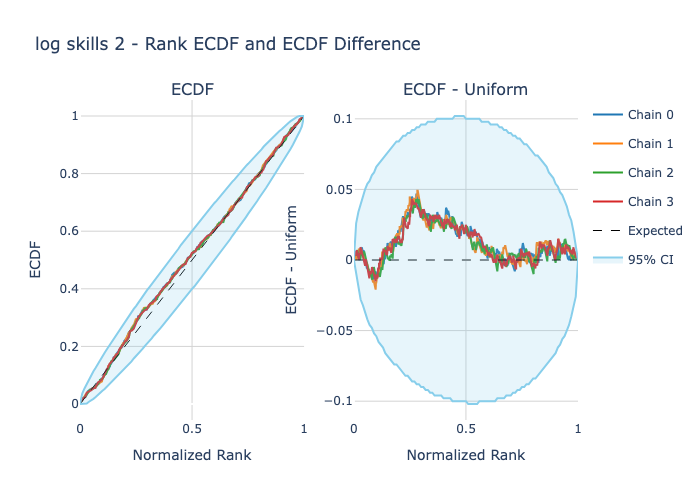 log skills 2 - Rank ECDF and ECDF Difference
ECDF
ECDF - Uniform
1
0.8
0.6
0.4
0.2
0
0
0.5
1
Normalized Rank
ECDF
0.1
0.05
0
−0.05
−0.1
0
0.5
1
Normalized Rank
ECDF - Uniform
Chain 0
Chain 1
Chain 2
Chain 3
Expected
95% CI